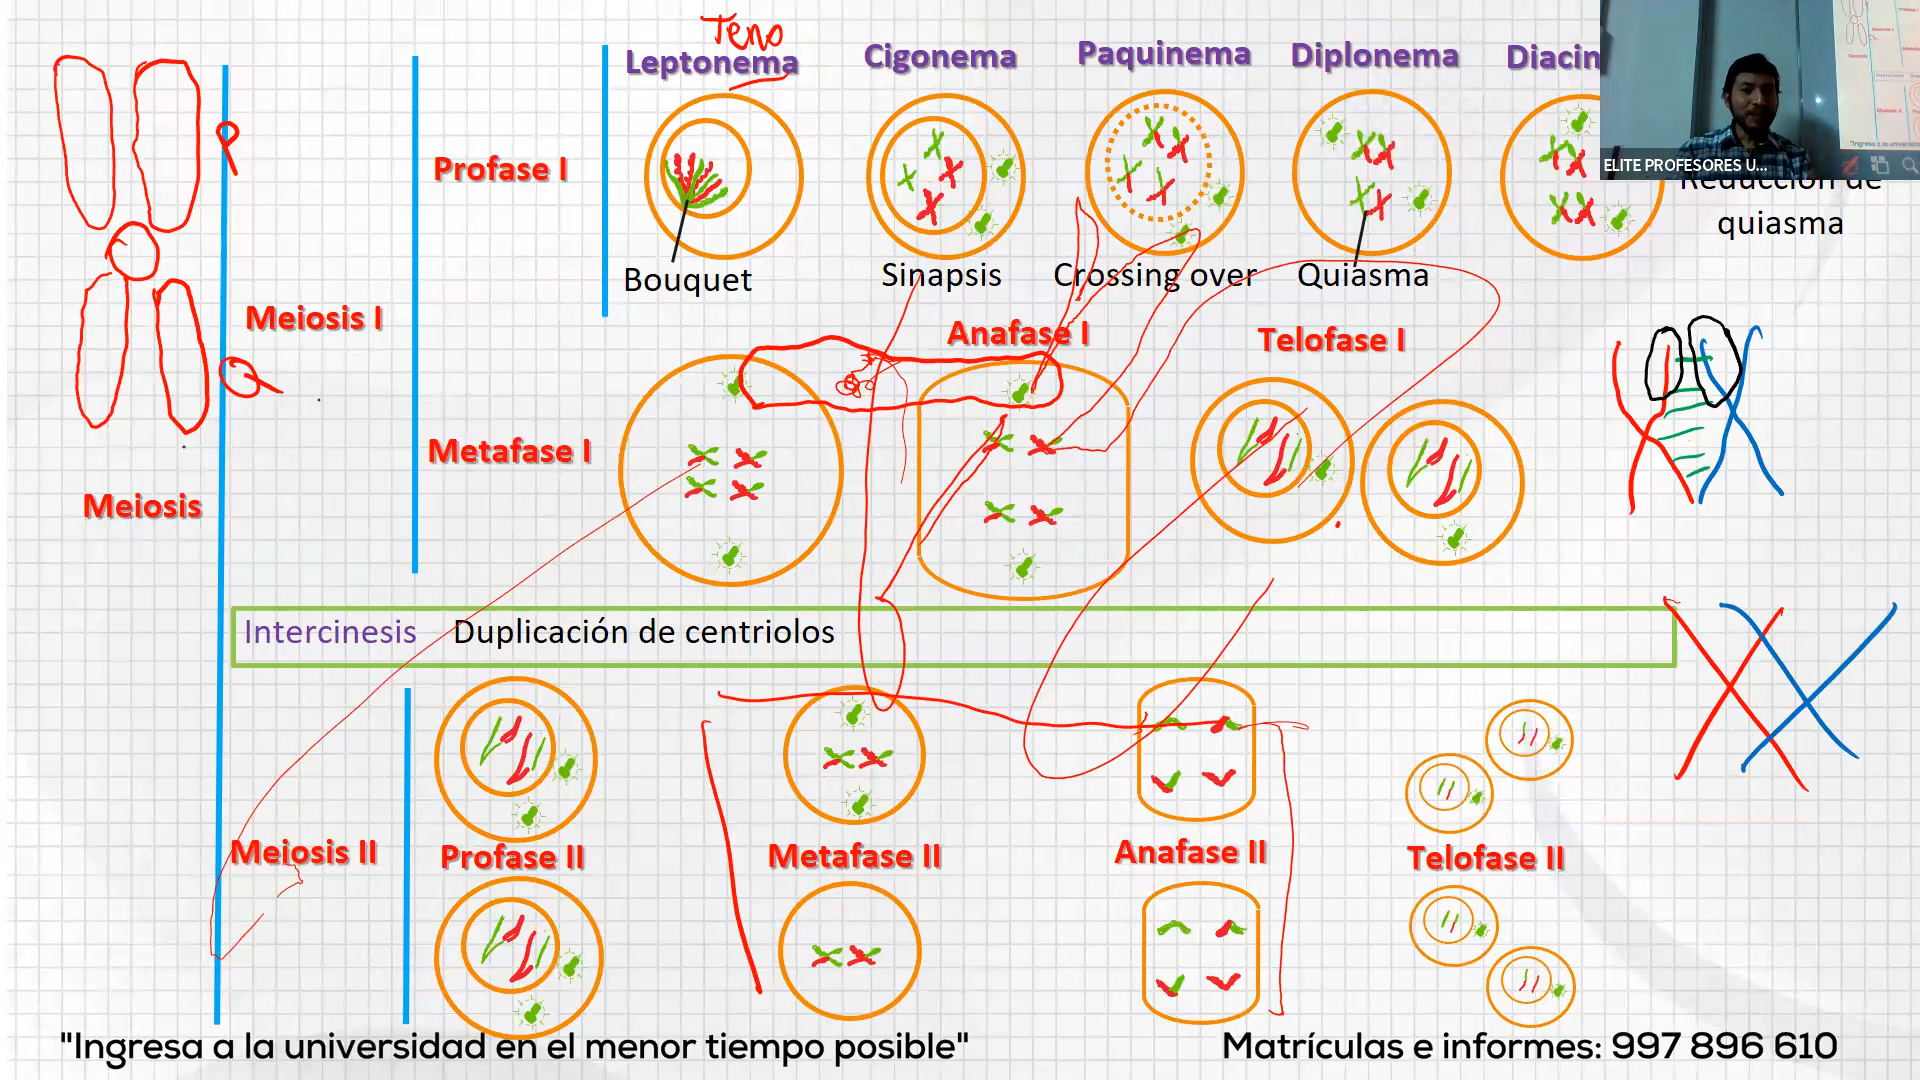 Teno
Leptonema
Cigonema
Paquinema
Diplonema
Diacin
Profase I
ELITE PROFESORES U...
Reducción de
quiasma
Bouquet
Sinapsis
Crossing over
Quiasma
Meiosis I
Anafase I
Telofase I
Metafase I
Meiosis
Intercinesis
Duplicación de centriolos
Meiosis II
Profase II
Metafase II
Anafase II
Telofase II
"Ingresa a la universidad en el menor tiempo posible"
Matrículas e informes: 997 896 610